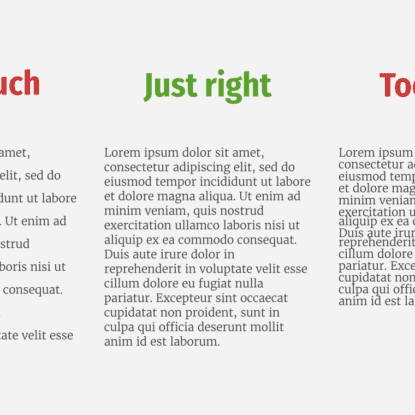 uch
amet,
elit, sed do
dunt ut labore
. Ut enim ad
strud
boris nisi ut
consequat.
tate velit esse
Just right
Lorem ipsum dolor sit amet,
consectetur adipiscing elit, sed do
eiusmod tempor incididunt ut labore
et dolore magna aliqua. Ut enim ad
minim veniam, quis nostrud
exercitation ullamco laboris nisi ut
aliquip ex ea commodo consequat.
Duis aute irure dolor in
reprehenderit in voluptate velit esse
cillum dolore eu fugiat nulla
pariatur. Excepteur sint occaecat
cupidatat non proident, sunt in
culpa qui officia deserunt mollit
anim id est laborum.
Too
Lorem ipsum
consectetur a
eiusmod temp
et dolore mag
minim veniam
exercitation u
aliquip ex ea c
Duis aute irur
reprehenderit
cillum dolore
pariatur. Exce
cupidatat non
culpa qui offic
anim id est la